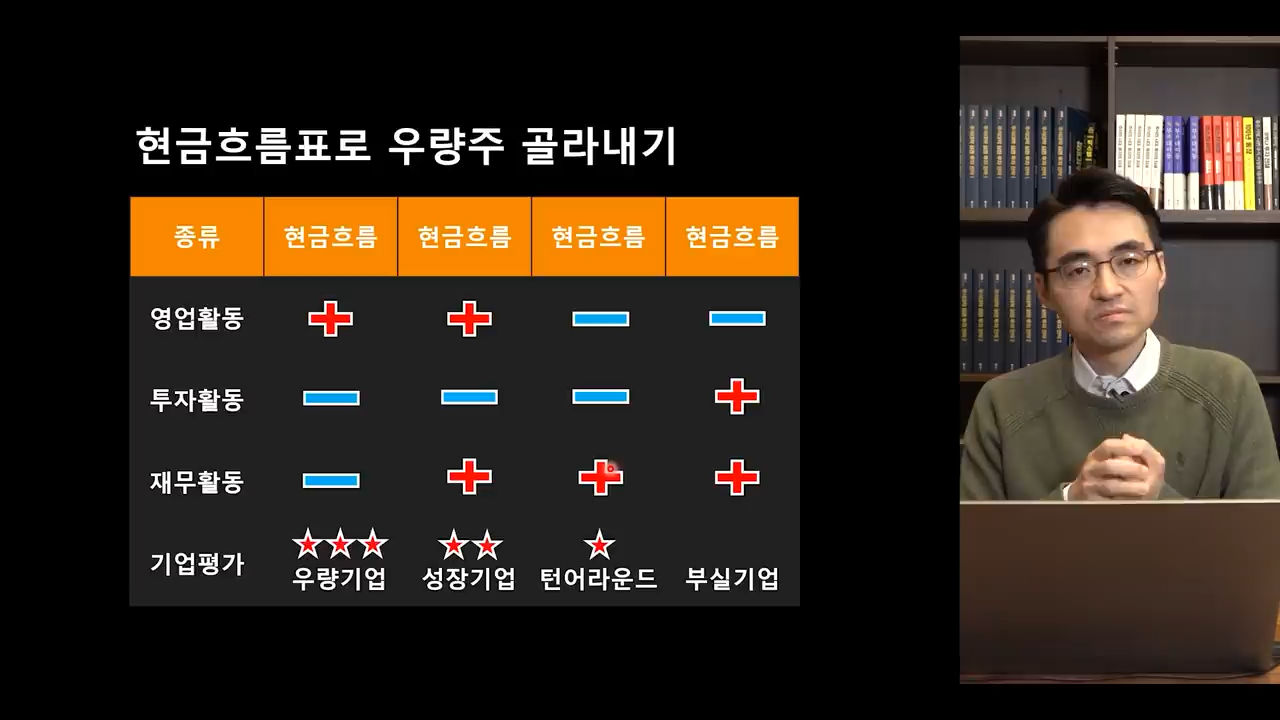 현금흐름표로 우량주 골라내기
종류 현금흐름 현금흐름 현금흐름 현금흐름
영업활동
투자활동
재무활동
기업평가
우량기업 성장기업 턴어라운드 부실기업